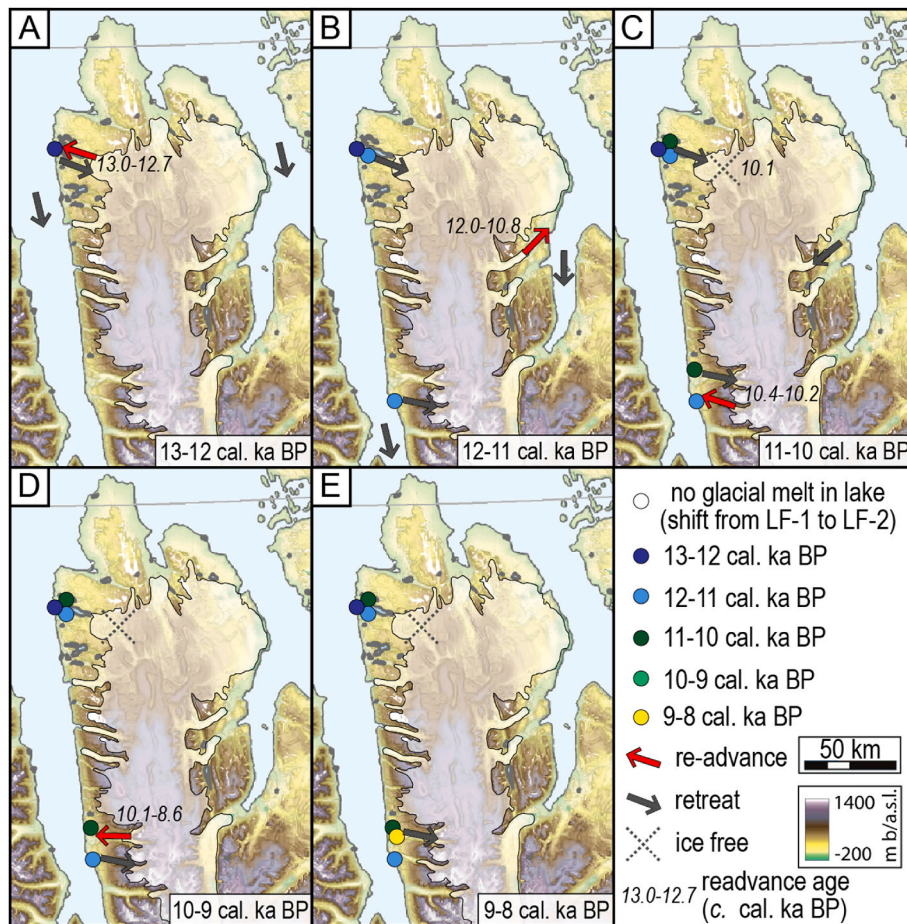 A
13.0-12.7
13-12 cal. ka BP
B
12.0-10.8
12-11 cal. ka BP
C
10.1
10.4-10.2
11-10 cal. ka BP
D
10.1-8.6
10-9 cal. ka BP
E
9-8 cal. ka BP
no glacial melt in lake
(shift from LF-1 to LF-2)
13-12 cal. ka BP
12-11 cal. ka BP
11-10 cal. ka BP
10-9 cal. ka BP
9-8 cal. ka BP
re-advance
50 km
retreat
ice free
1400
-200
m b/a.s.l.
13.0-12.7 readvance age
(c. cal. ka BP)